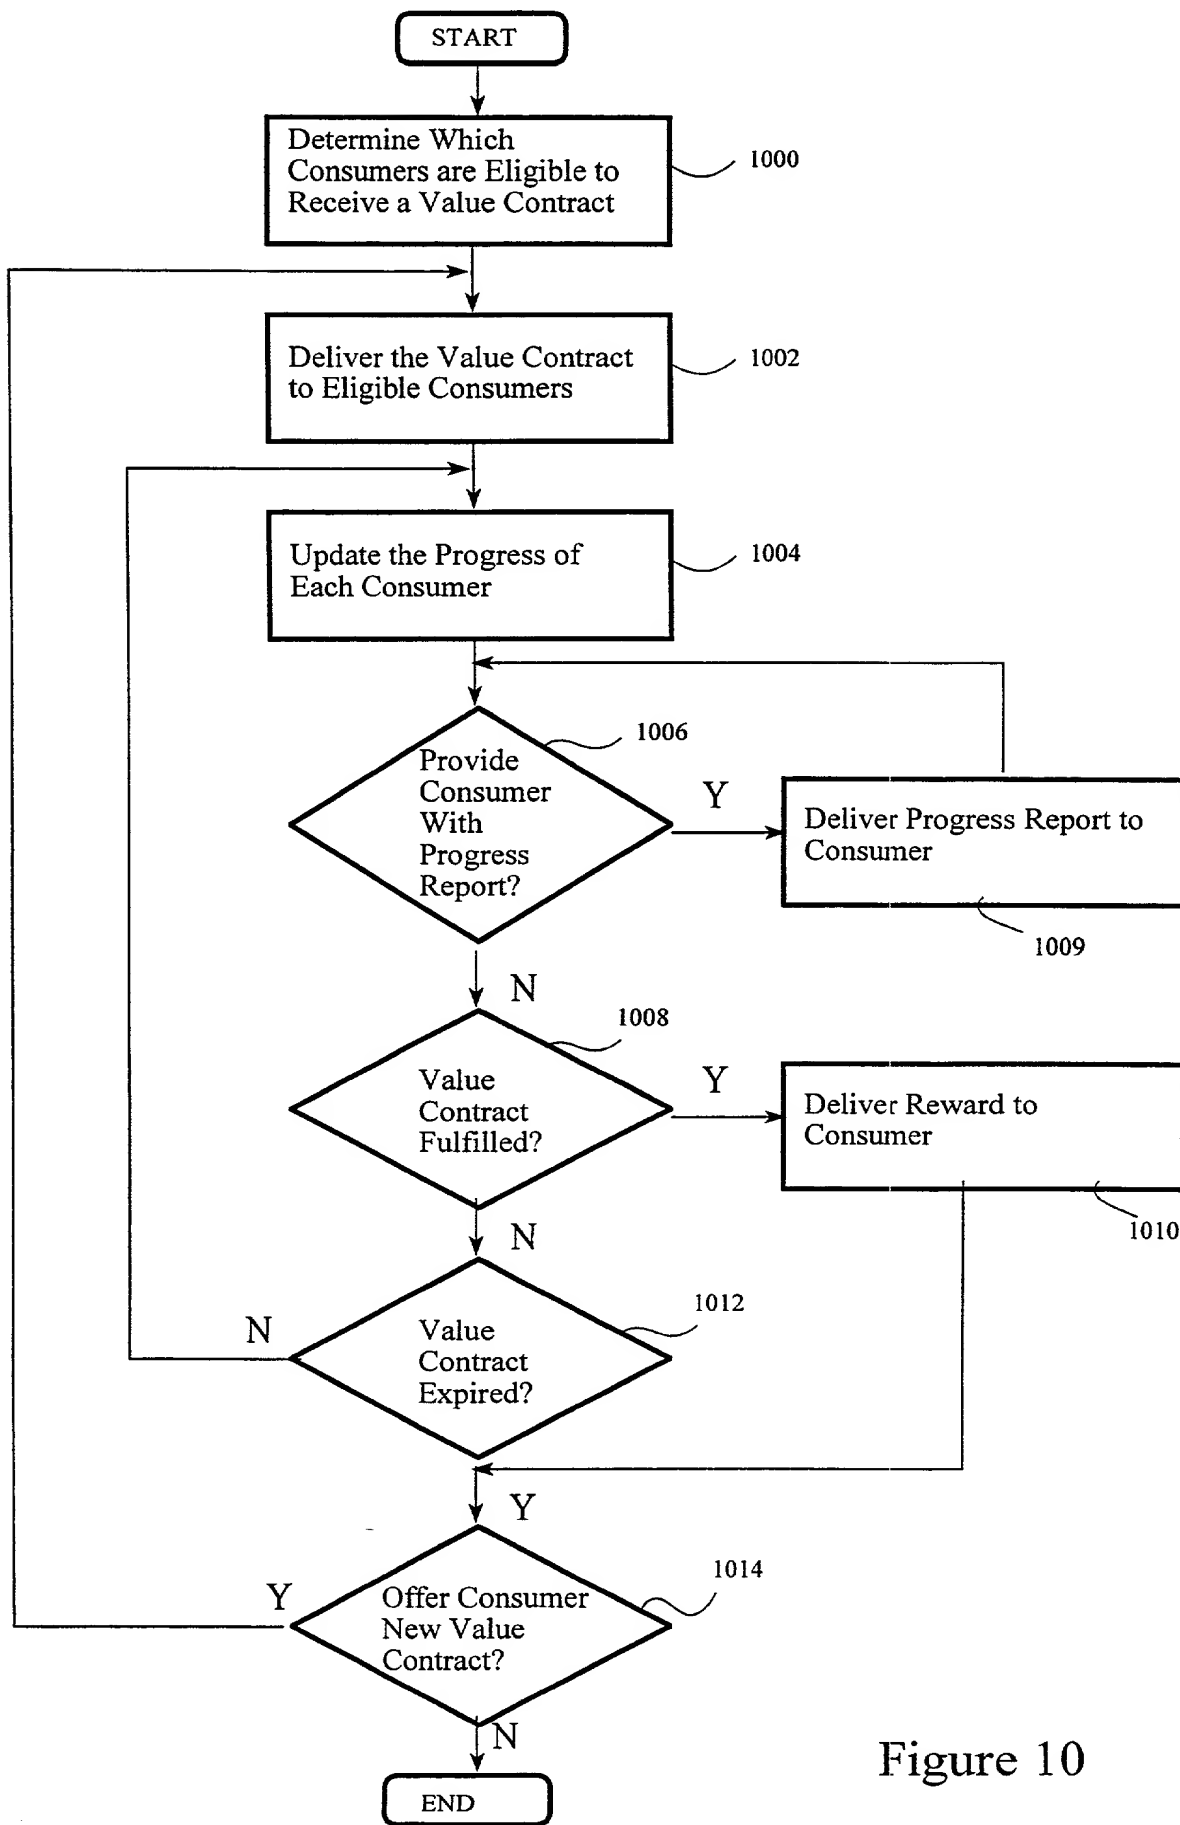 START
Determine Which
Consumers are Eligible to
Receive a Value Contract
1000
Deliver the Value Contract
to Eligible Consumers
1002
Update the Progress of
Each Consumer
1004
Provide
Consumer
With
Progress
Report?
1006
Y
Deliver Progress Report to
Consumer
1009
N
Value
Contract
Fulfilled?
1008
Y
Deliver Reward to
Consumer
1010
N
Value
Contract
Expired?
1012
N
Y
Offer Consumer
New Value
Contract?
1014
Y
N
END
Figure 10